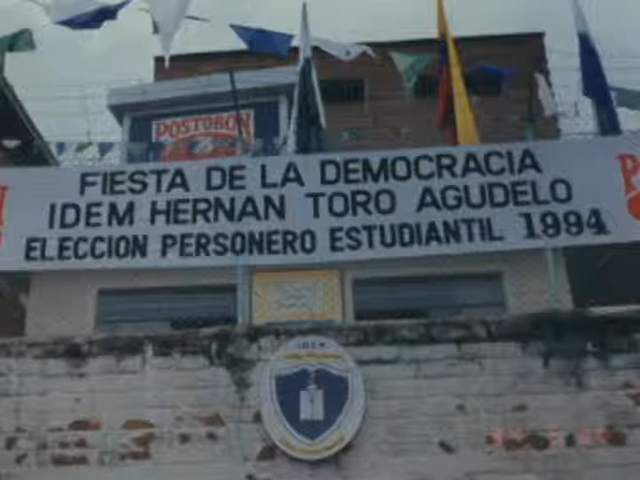 POSTOBON
FIESTA DE LA DEMOCRACIA
IDEM HERNAN TORO AGUDELO
ELECCION PERSONERO ESTUDIANTIL 1994
IDEM